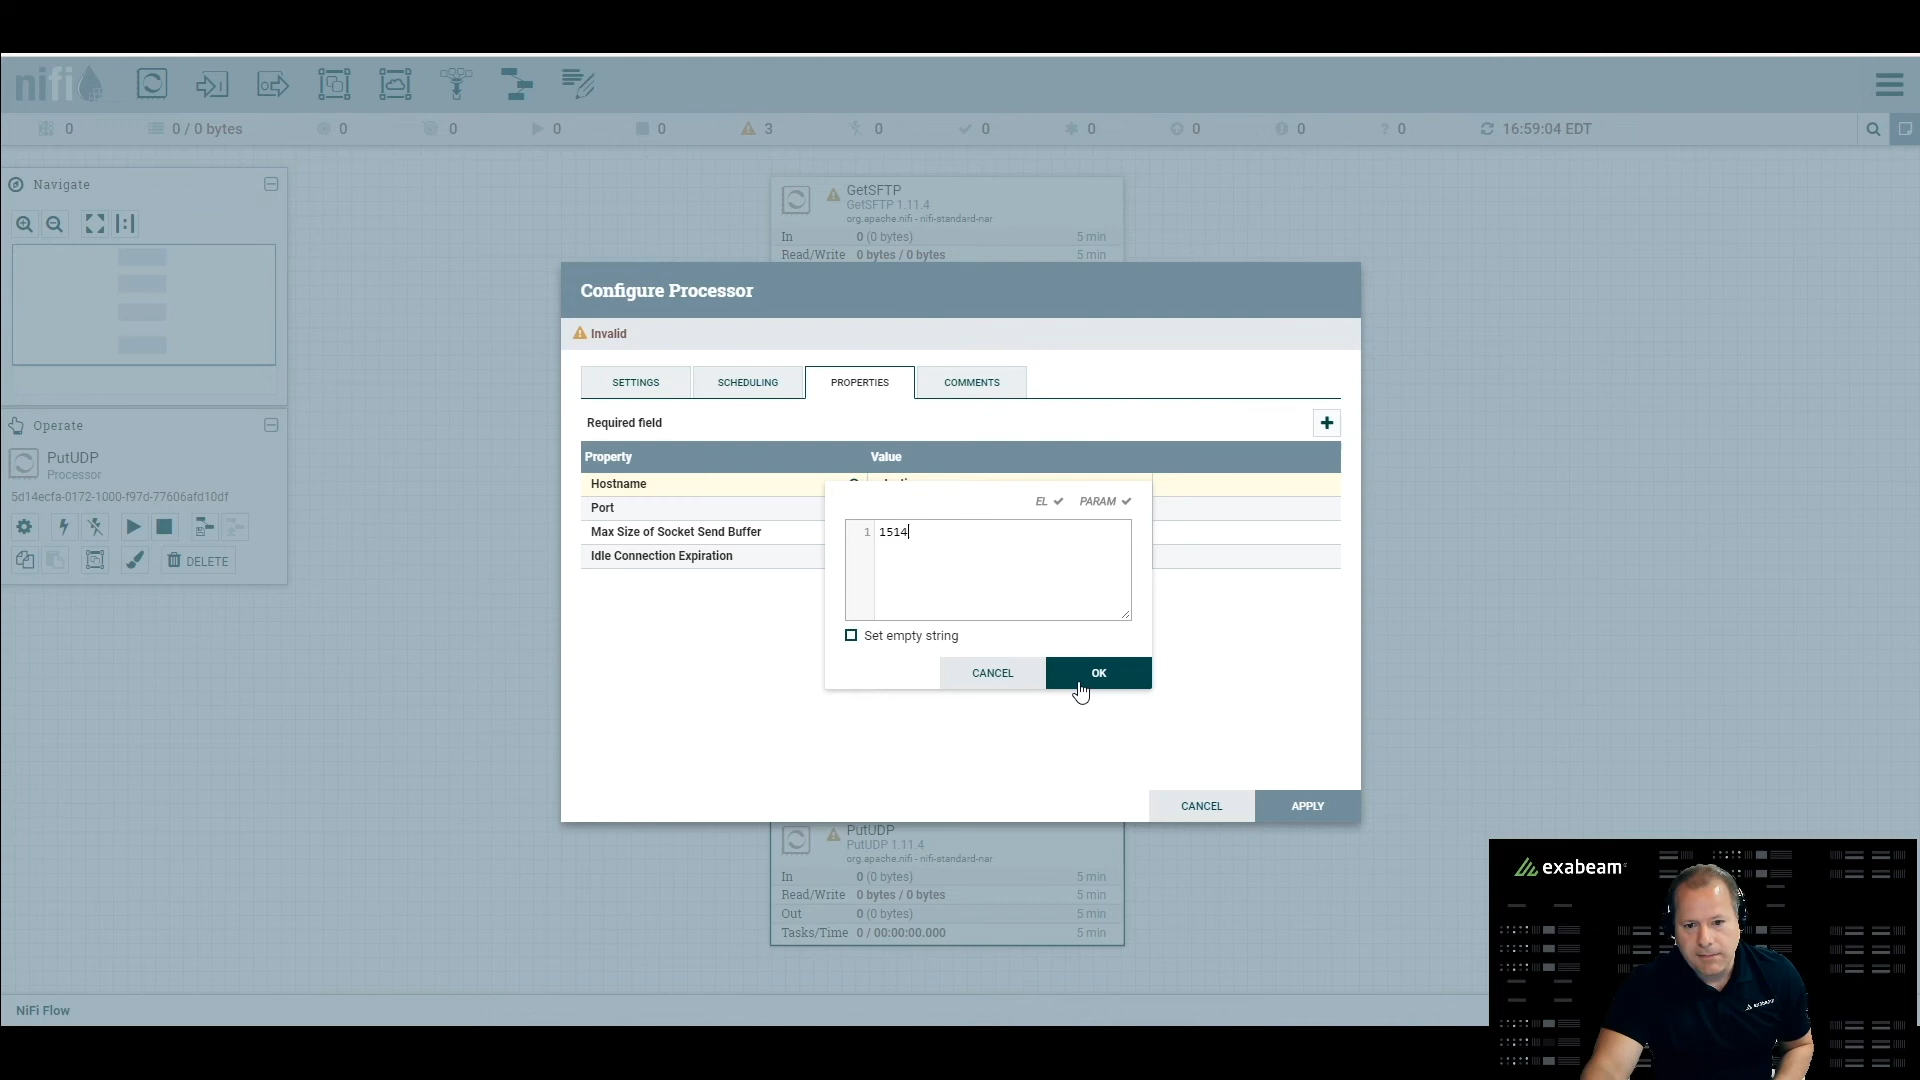 nifi
0
0 / 0 bytes
0
0
0
0
3
0
0
0
0
0
0
16:59:04 EDT
Navigate
Operate
PutUDP
Processor
5d14ecfa-0172-1000-f97d-77606afd10df
DELETE
GetSFTP
GetSFTP 1.11.4
org.apache.nifi - nifi-standard-nar
In 0 (0 bytes) 5 min
Read/Write 0 bytes / 0 bytes 5 min
Configure Processor
Invalid
SETTINGS
SCHEDULING
PROPERTIES
COMMENTS
Required field
Property Value
Hostname
Port
Max Size of Socket Send Buffer
Idle Connection Expiration
EL PARAM
1 1514
Set empty string
CANCEL
OK
CANCEL
APPLY
PutUDP
PutUDP 1.11.4
org.apache.nifi - nifi-standard-nar
In 0 (0 bytes) 5 min
Read/Write 0 bytes / 0 bytes 5 min
Out 0 (0 bytes) 5 min
Tasks/Time 0 / 00:00:00.000 5 min
NiFi Flow
exabeam
exabeam